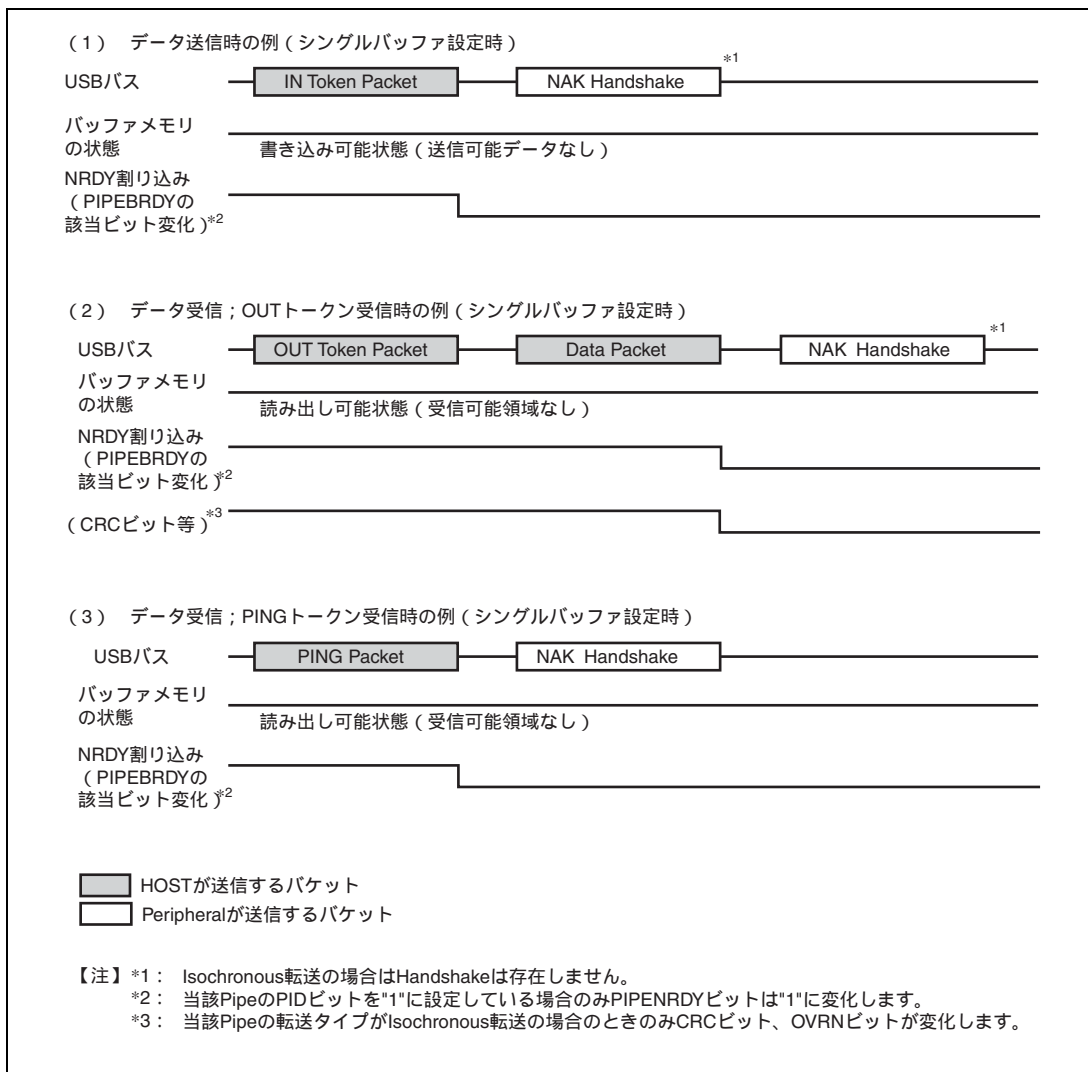 （1） データ送信時の例（シングルバッファ設定時）
USBバス
IN Token Packet
NAK Handshake
*1
バッファメモリ
の状態
書き込み可能状態（送信可能データなし）
NRDY割り込み
（PIPEBRDYの
該当ビット変化）*2
（2） データ受信；OUTトークン受信時の例（シングルバッファ設定時）
USBバス
OUT Token Packet
Data Packet
NAK Handshake
*1
バッファメモリ
の状態
読み出し可能状態（受信可能領域なし）
NRDY割り込み
（PIPEBRDYの
該当ビット変化）*2
（CRCビット等）*3
（3） データ受信；PINGトークン受信時の例（シングルバッファ設定時）
USBバス
PING Packet
NAK Handshake
バッファメモリ
の状態
読み出し可能状態（受信可能領域なし）
NRDY割り込み
（PIPEBRDYの
該当ビット変化）*2
HOSTが送信するパケット
Peripheralが送信するパケット
【注】*1： Isochronous転送の場合はHandshakeは存在しません。
*2： 当該PipeのPIDビットを"1"に設定している場合のみPIPENRDYビットは"1"に変化します。
*3： 当該Pipeの転送タイプがIsochronous転送の場合のときのみCRCビット、OVRNビットが変化します。